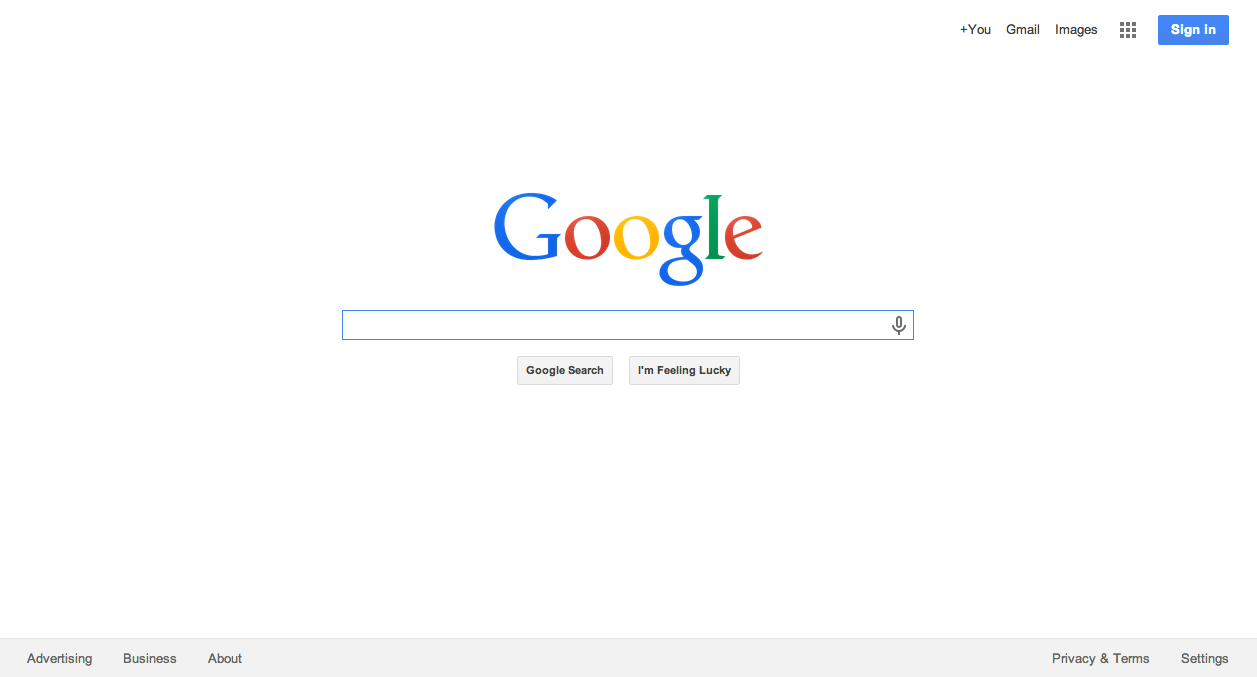 +You Gmail Images Sign in
Google
Google Search I'm Feeling Lucky
Advertising Business About Privacy & Terms Settings